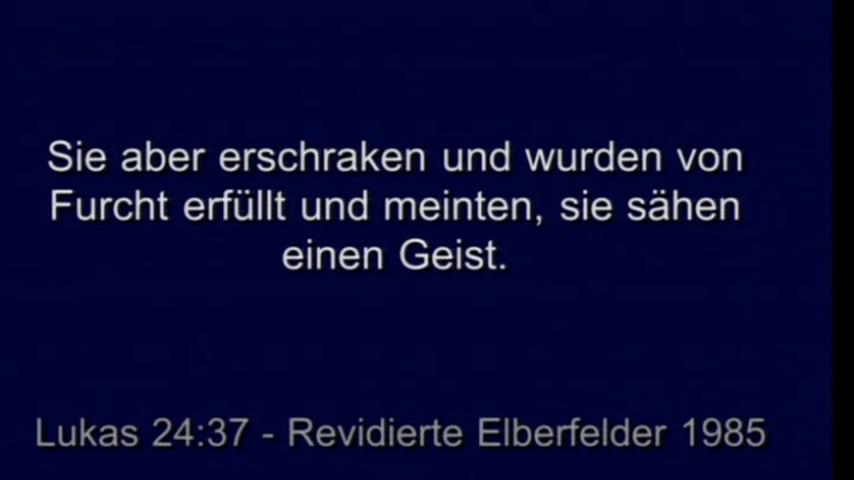 Sie aber erschraken und wurden von
Furcht erfüllt und meinten, sie sähen
einen Geist.
Lukas 24:37 - Revidierte Elberfelder 1985